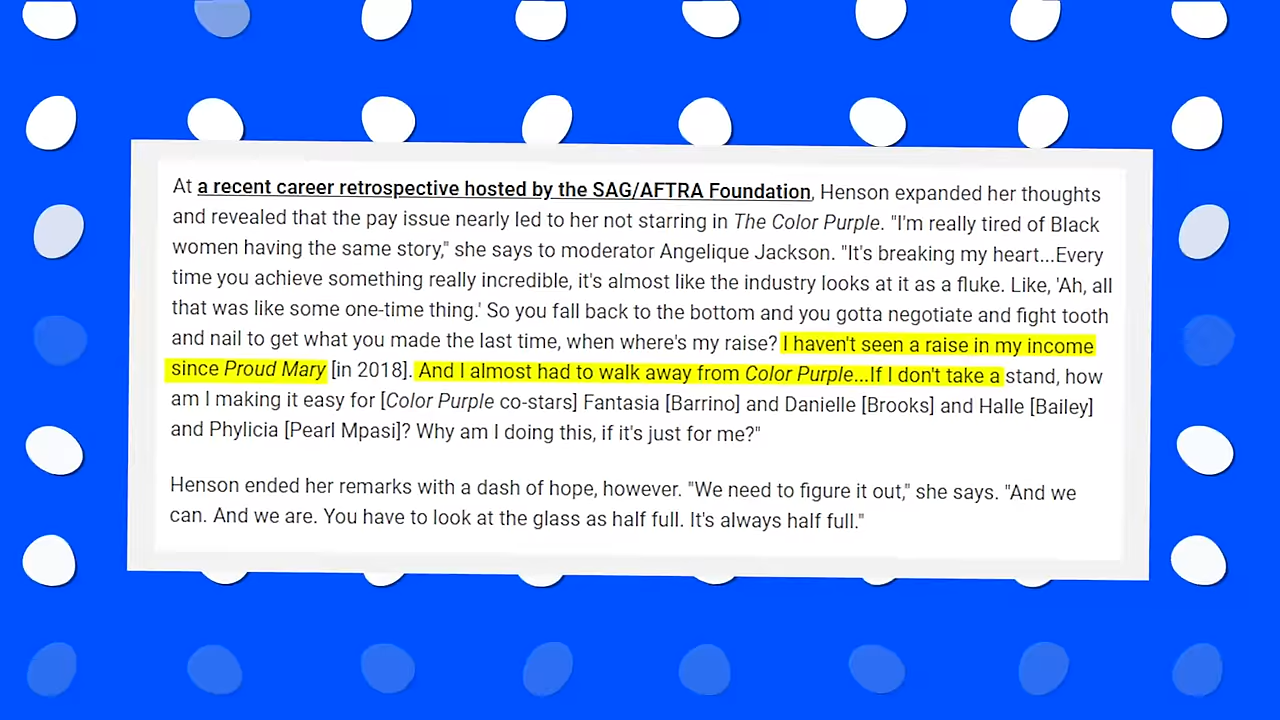 At a recent career retrospective hosted by the SAG/AFTRA Foundation, Henson expanded her thoughts
and revealed that the pay issue nearly led to her not starring in The Color Purple. "I'm really tired of Black
women having the same story," she says to moderator Angelique Jackson. "It's breaking my heart...Every
time you achieve something really incredible, it's almost like the industry looks at it as a fluke. Like, 'Ah, all
that was like some one-time thing.' So you fall back to the bottom and you gotta negotiate and fight tooth
and nail to get what you made the last time, when where's my raise? I haven't seen a raise in my income
since Proud Mary [in 2018]. And I almost had to walk away from Color Purple...If I don't take a stand, how
am I making it easy for [Color Purple co-stars] Fantasia [Barrino] and Danielle [Brooks] and Halle [Bailey]
and Phylicia [Pearl Mpasi]? Why am I doing this, if it's just for me?"
Henson ended her remarks with a dash of hope, however. "We need to figure it out," she says. "And we
can. And we are. You have to look at the glass as half full. It's always half full."